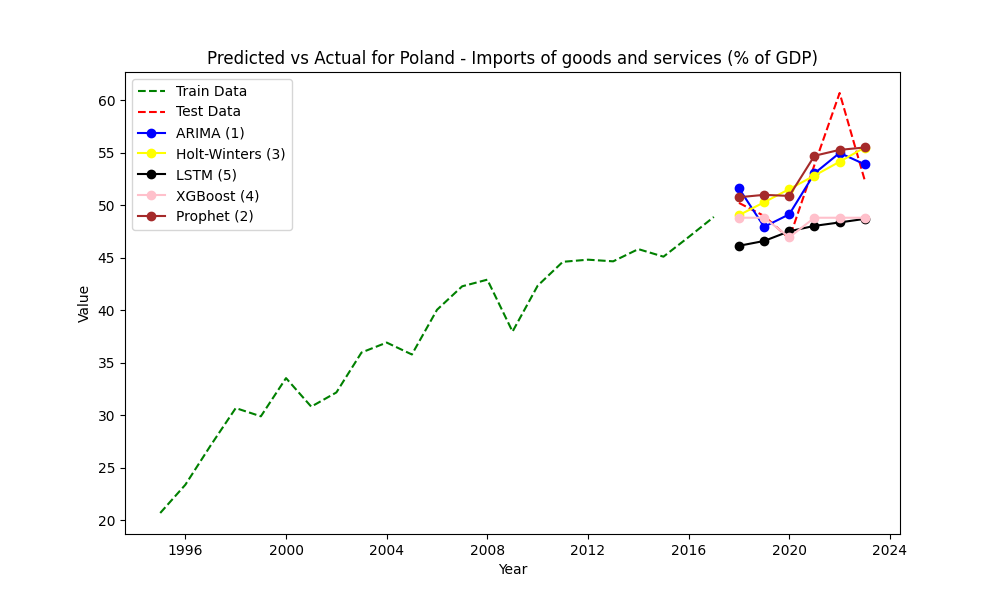 Predicted vs Actual for Poland - Imports of goods and services (% of GDP)
Train Data
Test Data
ARIMA (1)
Holt-Winters (3)
LSTM (5)
XGBoost (4)
Prophet (2)
Value
60
55
50
45
40
35
30
25
20
1996 2000 2004 2008 2012 2016 2020 2024
Year